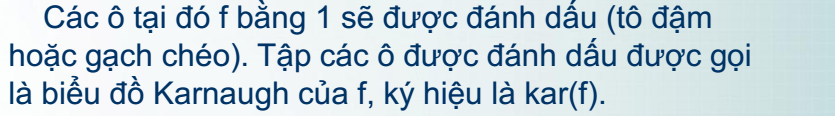 Các ô tại đó f bằng 1 sẽ được đánh dấu (tô đậm
hoặc gạch chéo). Tập các ô được đánh dấu được gọi
là biểu đồ Karnaugh của f, ký hiệu là kar(f).